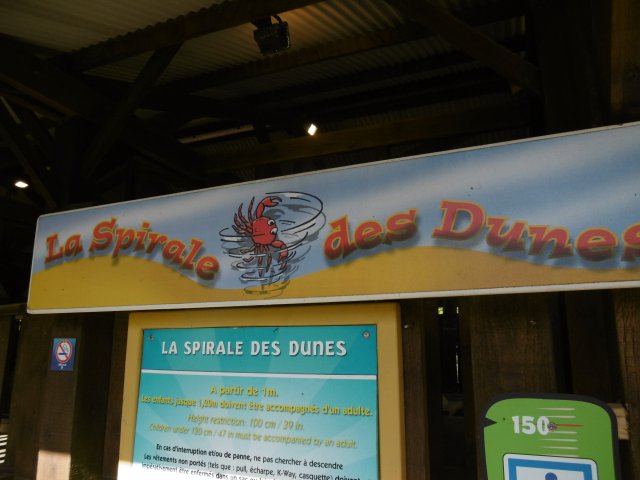 La Spirale des Dunes
LA SPIRALE DES DUNES
A partir de 1m.
Les enfants jusque 1,20m doivent être accompagnés d'un adulte.
Height restriction: 100 cm / 39 in.
Children under 120 cm / 47 in must be accompanied by an adult.
En cas d'interruption et/ou de panne, ne pas chercher à descendre
Les vêtements non portés (tels que : pull, écharpe, K-Way, casquette) doivent
150